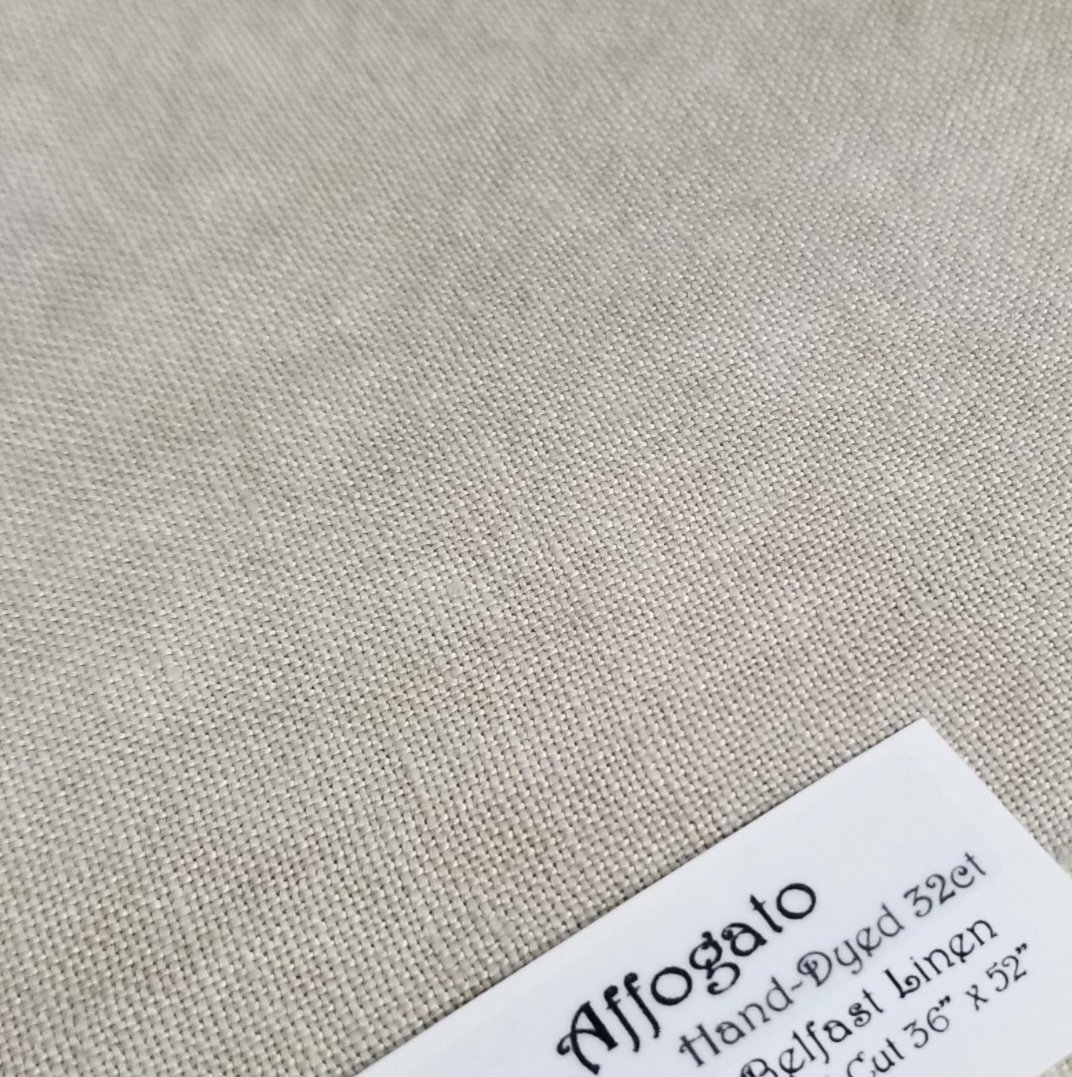 Affogato
Hand-Dyed 32ct
Belfast Linen
Cut 36" x 52"